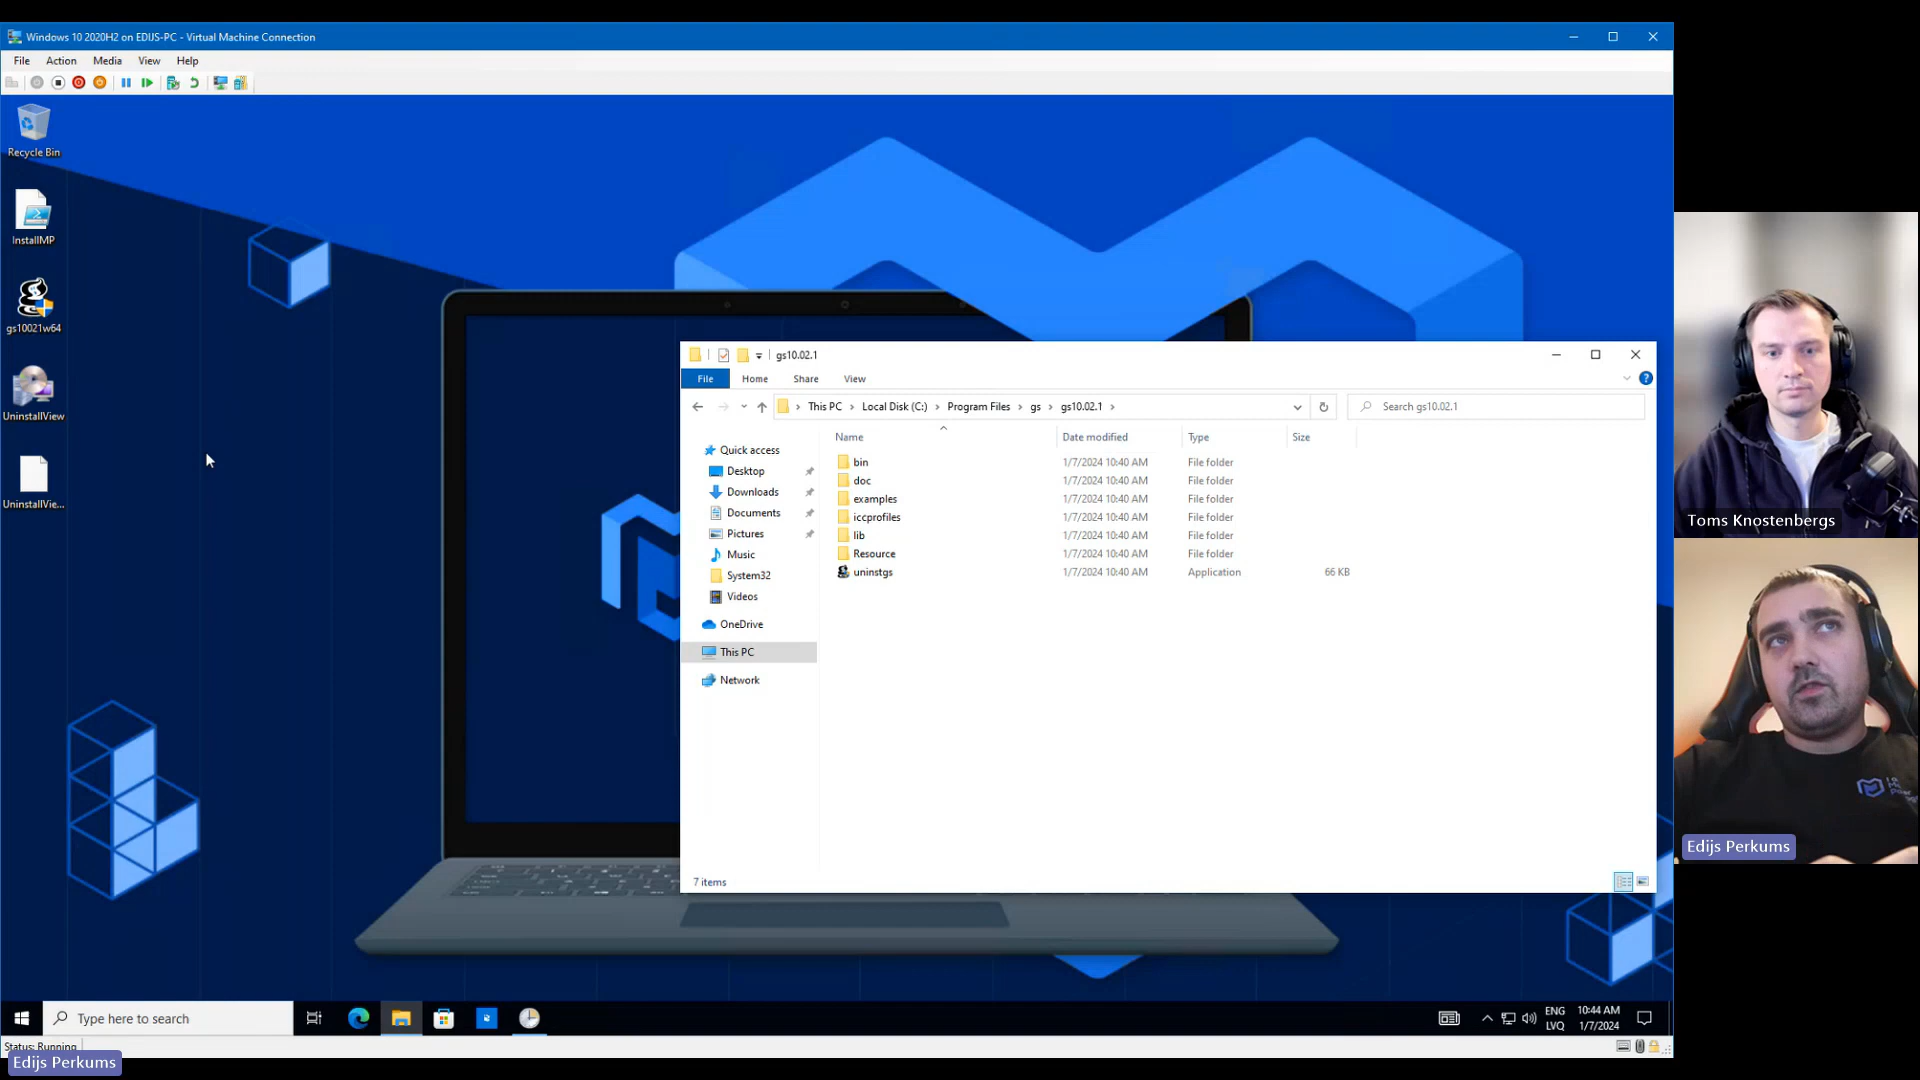 Windows 10 2020H2 on EDIJS-PC - Virtual Machine Connection
File Action Media View Help
Recycle Bin
InstallMP
gs10021w64
UninstallView
UninstallVie...
gs10.02.1
File Home Share View
This PC Local Disk (C:) Program Files gs gs10.02.1
Search gs10.02.1
Name Date modified Type Size
Quick access
Desktop
Downloads
Documents
Pictures
Music
System32
Videos
OneDrive
This PC
Network
bin 1/7/2024 10:40 AM File folder
doc 1/7/2024 10:40 AM File folder
examples 1/7/2024 10:40 AM File folder
iccprofiles 1/7/2024 10:40 AM File folder
lib 1/7/2024 10:40 AM File folder
Resource 1/7/2024 10:40 AM File folder
uninstgs 1/7/2024 10:40 AM Application 66 KB
7 items
Toms Knostenbergs
Edijs Perkums
Type here to search
ENG
LVQ
10:44 AM
1/7/2024
Status: Running
Edijs Perkums